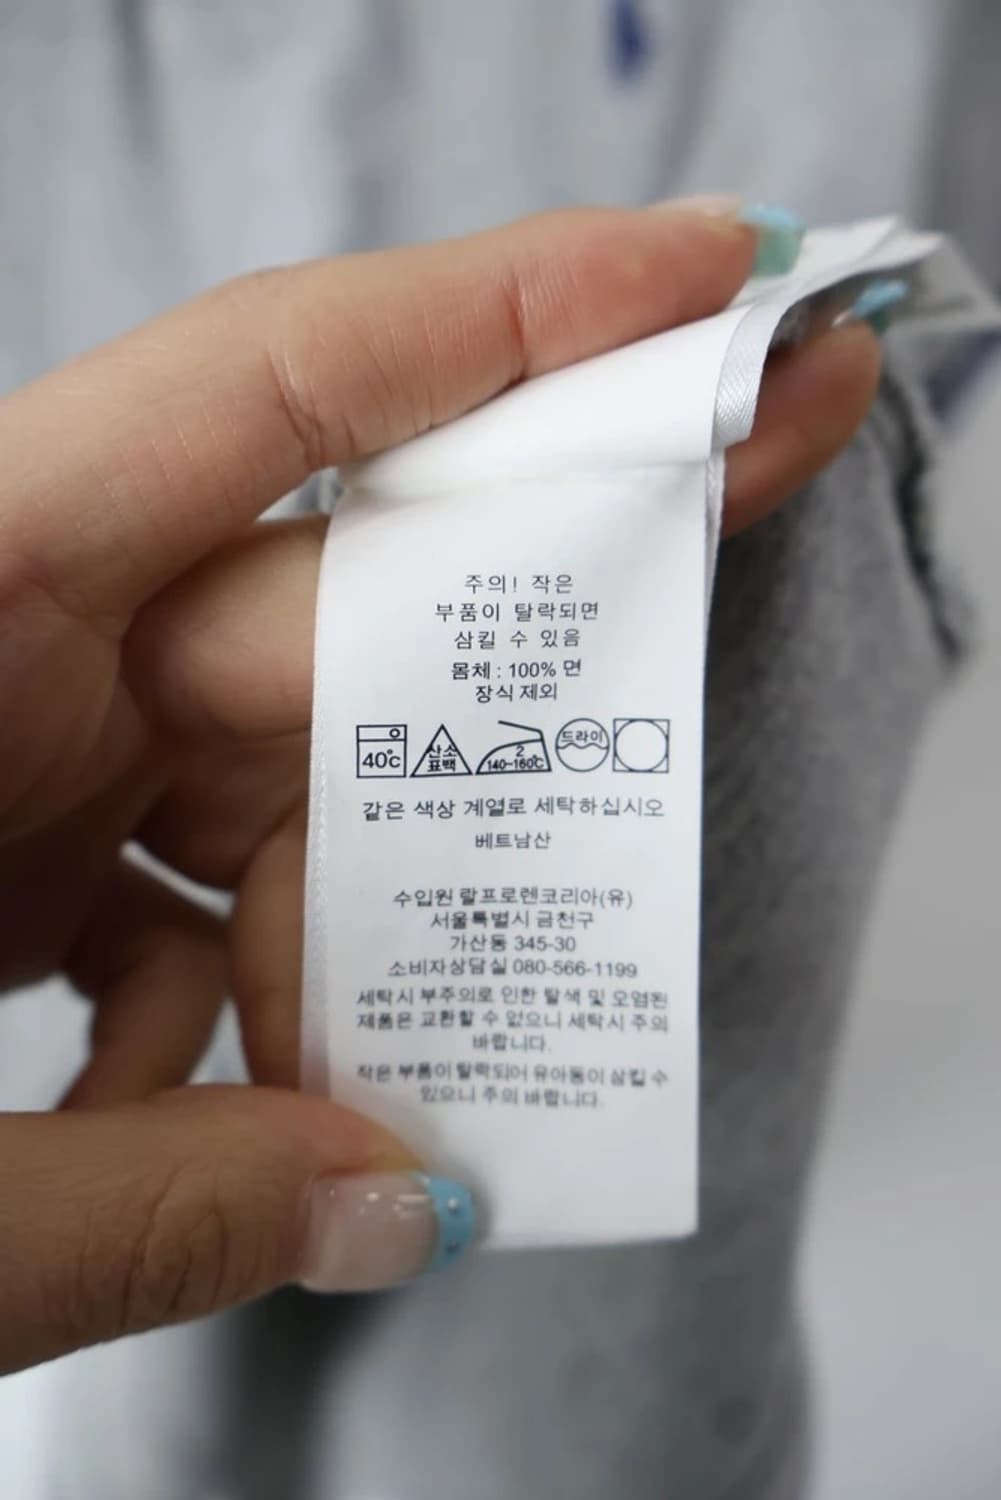 주의! 작은
부품이 탈락되면
삼킬 수 있음
몸체 : 100% 면
장식 제외
40℃
산소
표백
2
140-160℃
드라이
같은 색상 계열로 세탁하십시오
베트남산
수입원 랄프로렌코리아(유)
서울특별시 금천구
가산동 345-30
소비자상담실 080-566-1199
세탁시 부주의로 인한 탈색 및 오염된
제품은 교환할 수 없으니 세탁시 주의
바랍니다.
작은 부품이 탈락되어 유아동이 삼킬 수
있으니 주의 바랍니다.